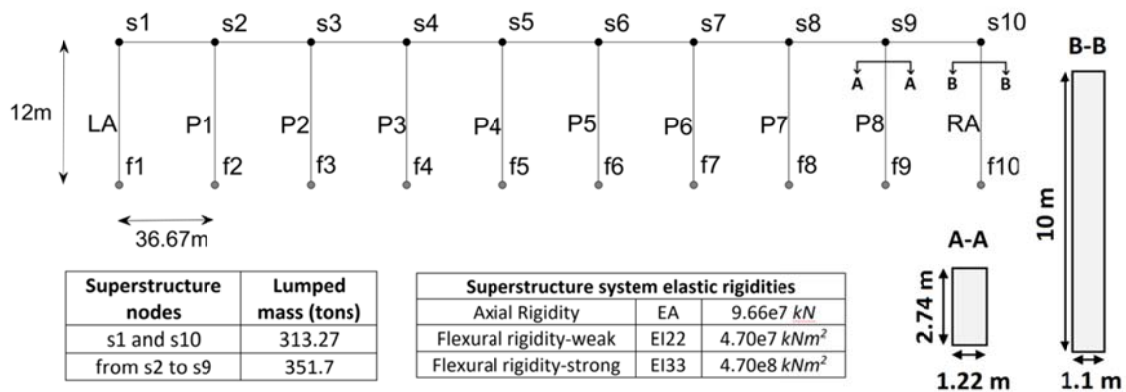 s1 s2 s3 s4 s5 s6 s7 s8 s9 s10
A A B B
12m
LA P1 P2 P3 P4 P5 P6 P7 P8 RA
f1 f2 f3 f4 f5 f6 f7 f8 f9 f10
36.67m
B-B
10 m
1.1 m
A-A
2.74 m
1.22 m
Superstructure nodes Lumped mass (tons)
s1 and s10 313.27
from s2 to s9 351.7
Superstructure system elastic rigidities
Axial Rigidity EA 9.66e7 kN
Flexural rigidity-weak EI22 4.70e7 kNm²
Flexural rigidity-strong EI33 4.70e8 kNm²